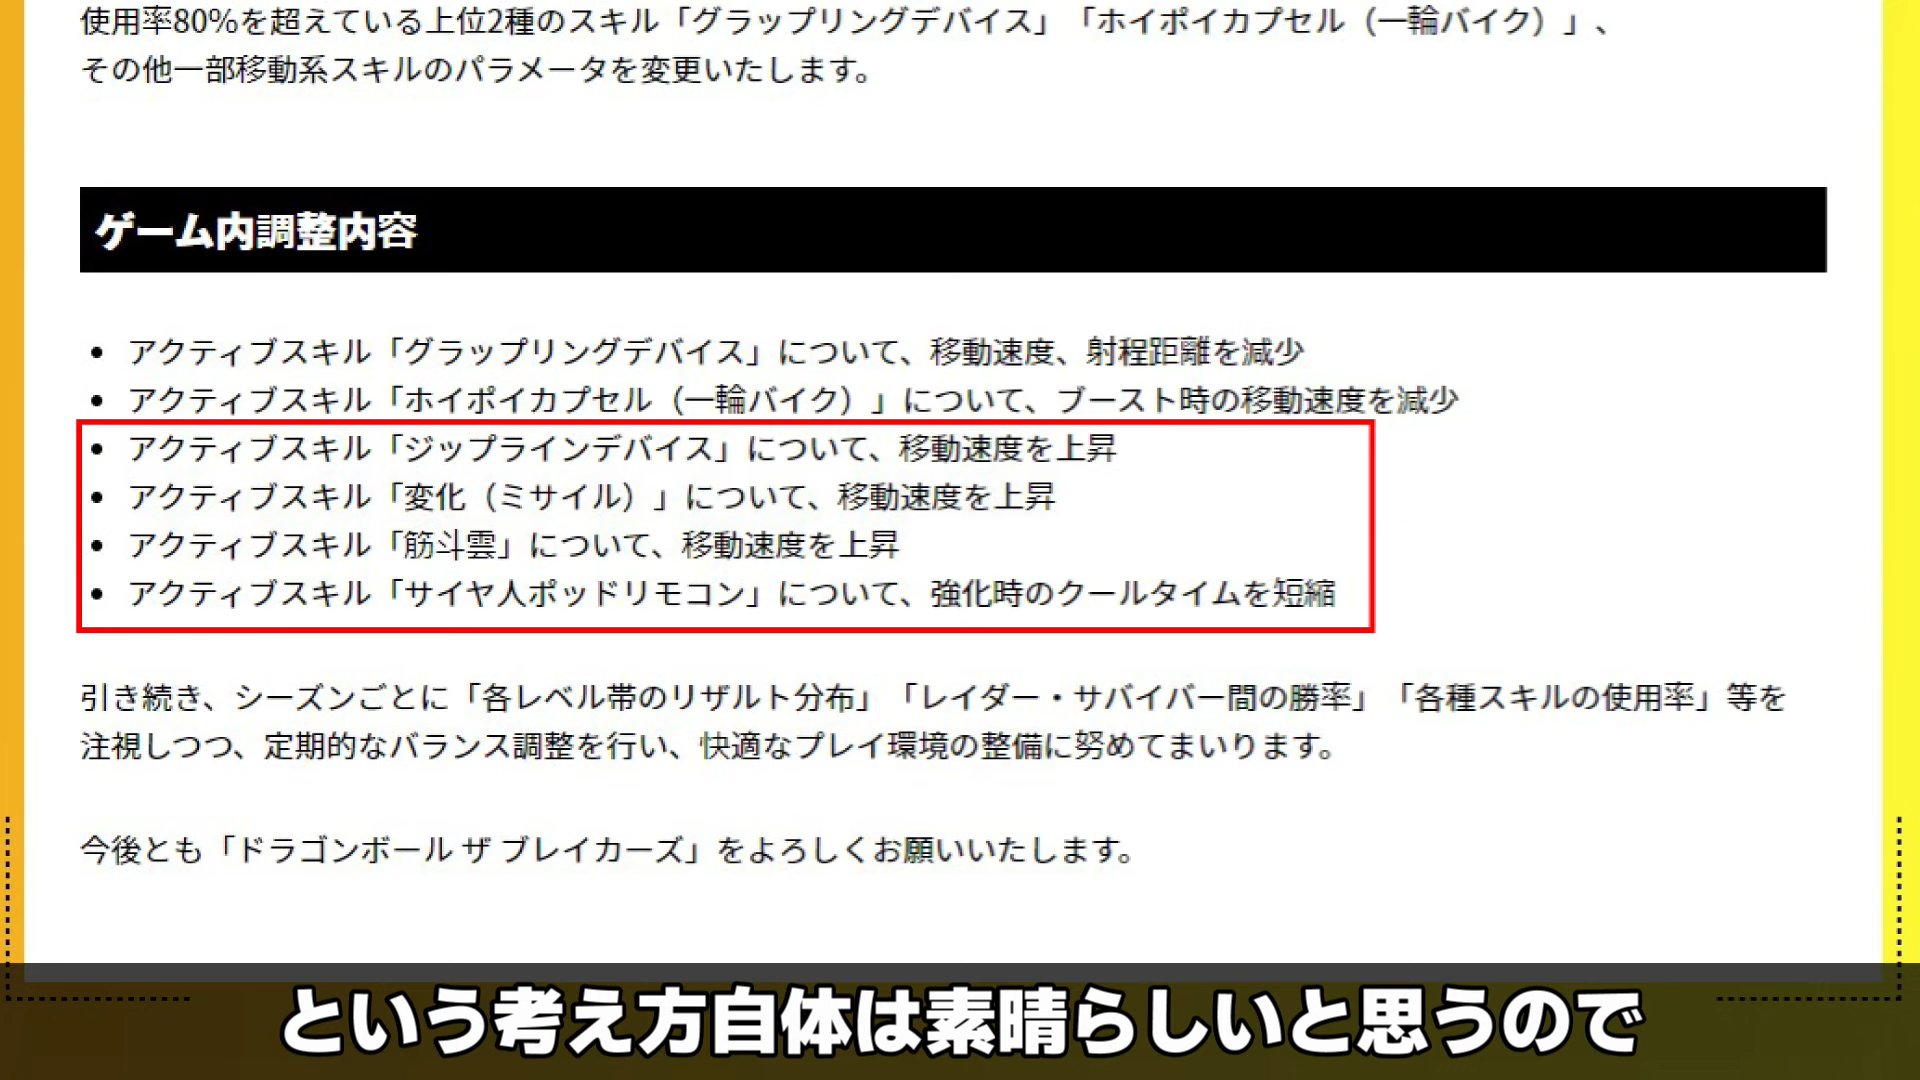 使用率80%を超えている上位2種のスキル「グラップリングデバイス」「ホイポイカプセル（一輪バイク）」、
その他一部移動系スキルのパラメータを変更いたします。
ゲーム内調整内容
• アクティブスキル「グラップリングデバイス」について、移動速度、射程距離を減少
• アクティブスキル「ホイポイカプセル（一輪バイク）」について、ブースト時の移動速度を減少
• アクティブスキル「ジップラインデバイス」について、移動速度を上昇
• アクティブスキル「変化（ミサイル）」について、移動速度を上昇
• アクティブスキル「筋斗雲」について、移動速度を上昇
• アクティブスキル「サイヤ人ポッドリモコン」について、強化時のクールタイムを短縮
引き続き、シーズンごとに「各レベル帯のリザルト分布」「レイダー・サバイバー間の勝率」「各種スキルの使用率」等を
注視しつつ、定期的なバランス調整を行い、快適なプレイ環境の整備に努めてまいります。
今後とも「ドラゴンボール ザ ブレイカーズ」をよろしくお願いいたします。
という考え方自体は素晴らしいと思うので